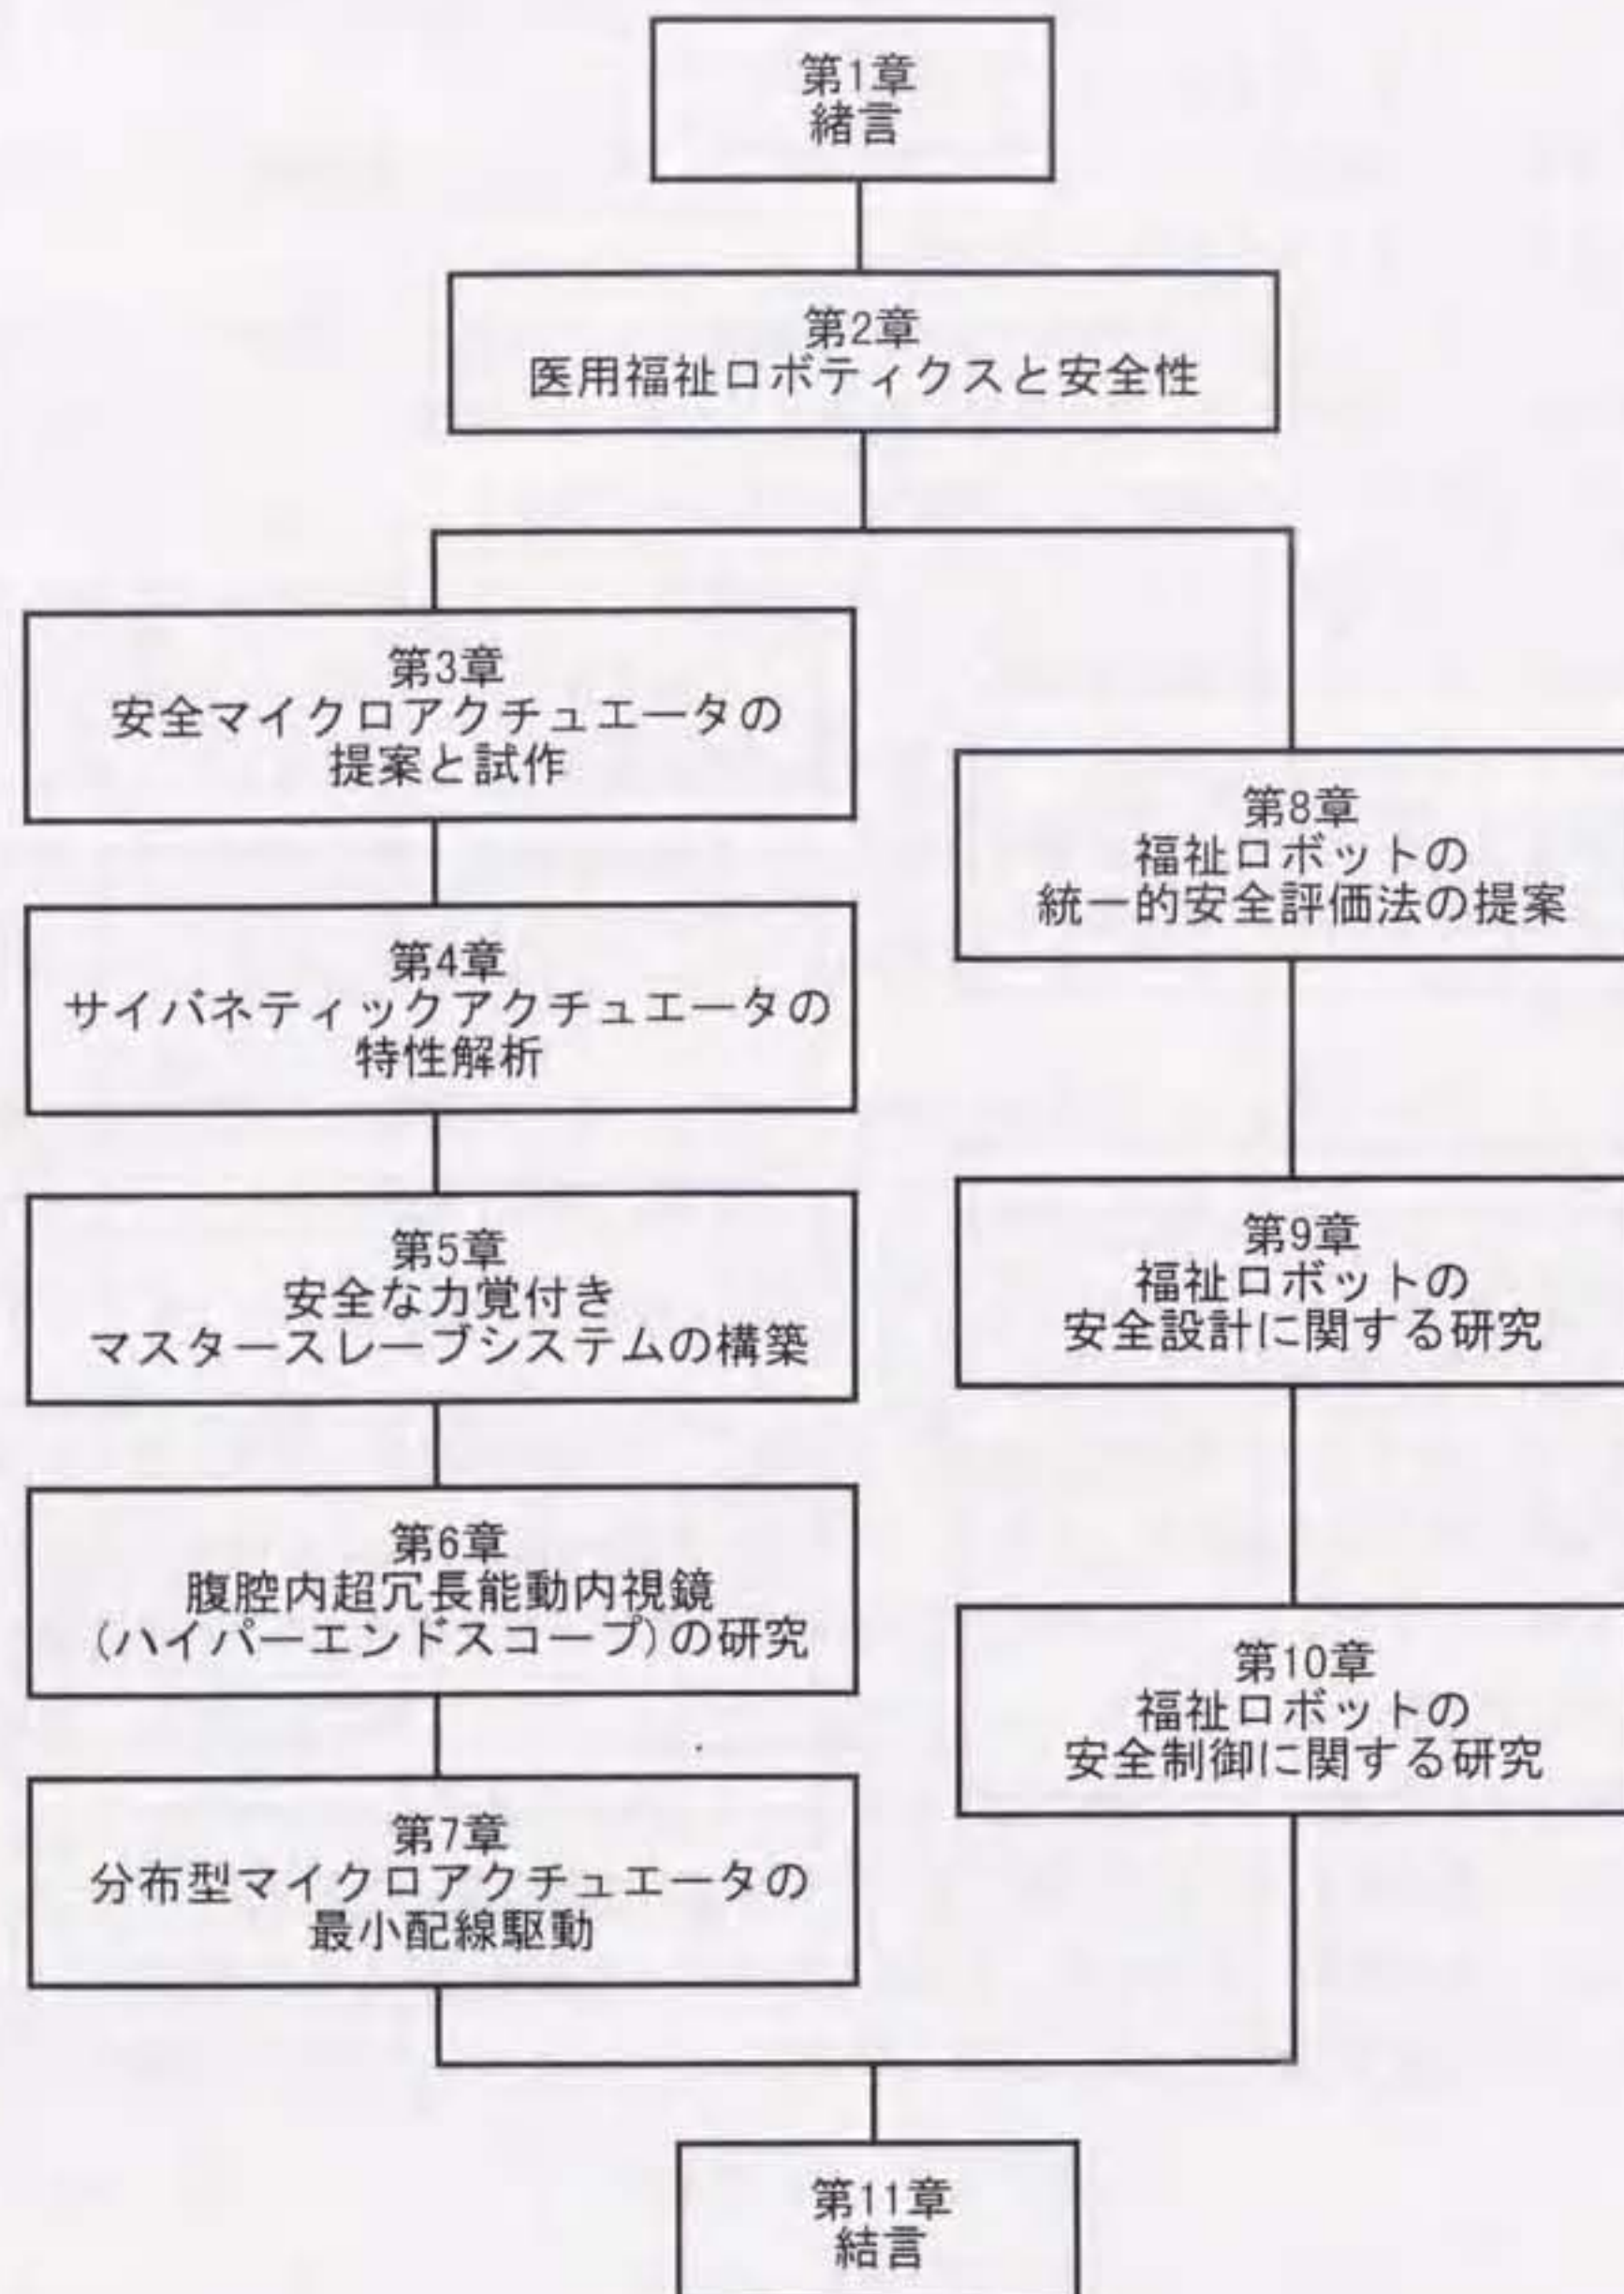 第1章
緒言
第2章
医用福祉ロボティクスと安全性
第3章
安全マイクロアクチュエータの
提案と試作
第4章
サイバネティックアクチュエータの
特性解析
第5章
安全な力覚付き
マスタースレーブシステムの構築
第6章
腹腔内超冗長能動内視鏡
(ハイパーエンドスコープ)の研究
第7章
分布型マイクロアクチュエータの
最小配線駆動
第8章
福祉ロボットの
統一的安全評価法の提案
第9章
福祉ロボットの
安全設計に関する研究
第10章
福祉ロボットの
安全制御に関する研究
第11章
結言